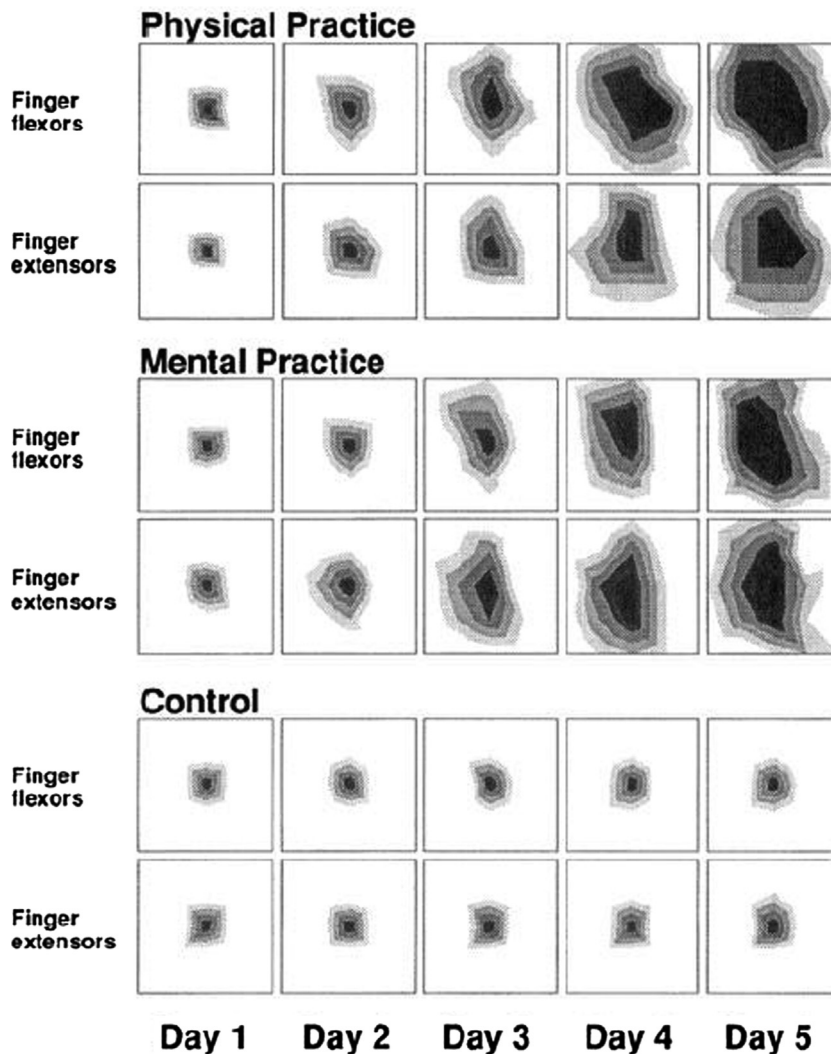 Physical Practice
Finger
flexors
Finger
extensors
Mental Practice
Finger
flexors
Finger
extensors
Control
Finger
flexors
Finger
extensors
Day 1 Day 2 Day 3 Day 4 Day 5